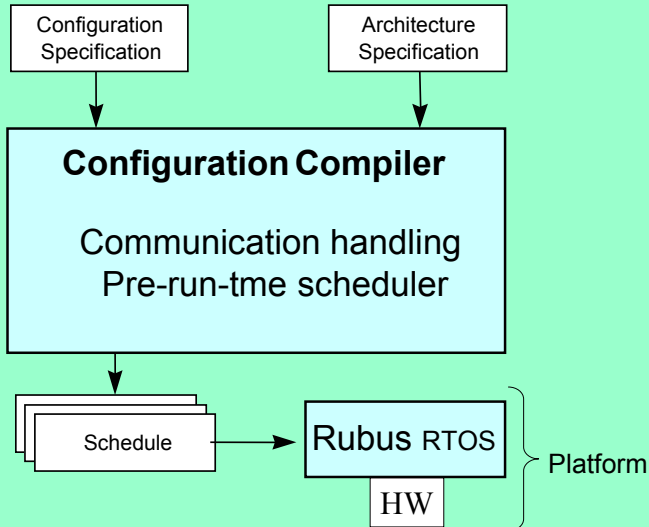 Configuration
Specification
Architecture
Specification
Configuration Compiler
Communication handling
Pre-run-tme scheduler
Schedule
Rubus RTOS
HW
Platform